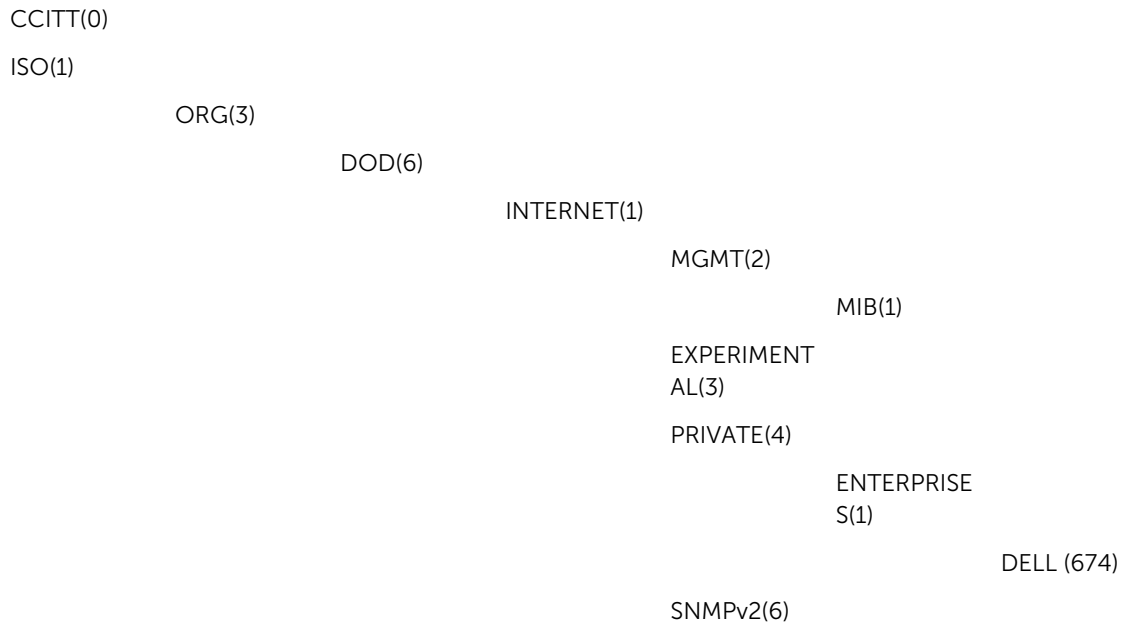 CCITT(0)
ISO(1)
ORG(3)
DOD(6)
INTERNET(1)
MGMT(2)
MIB(1)
EXPERIMENT
AL(3)
PRIVATE(4)
ENTERPRISE
S(1)
DELL (674)
SNMPv2(6)